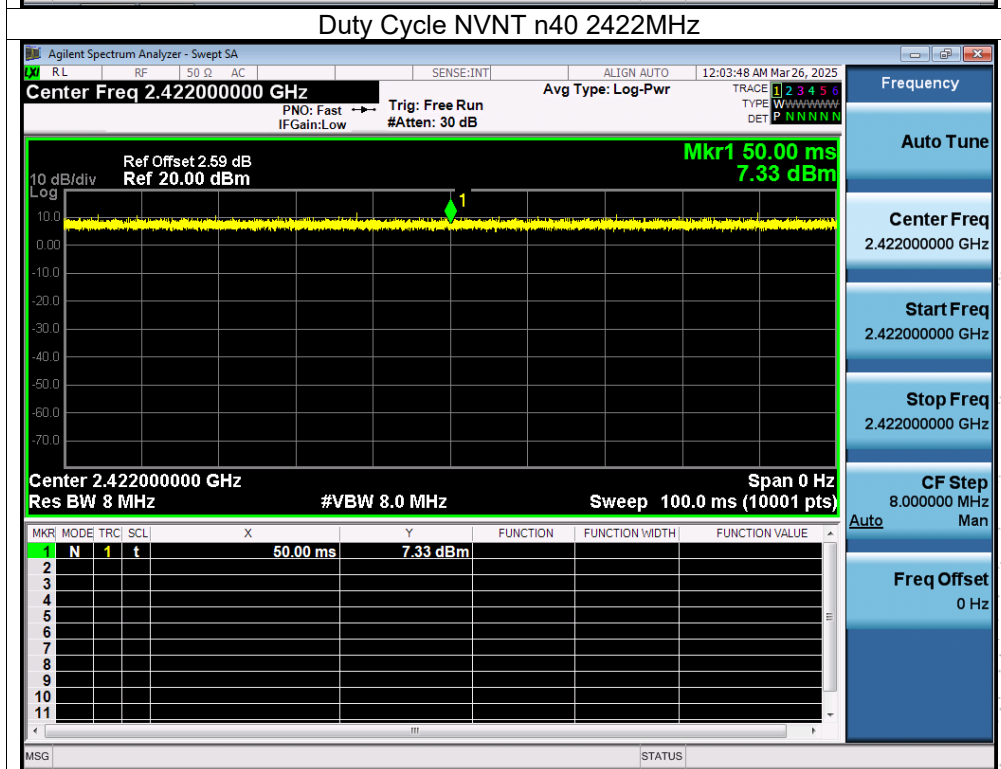 Duty Cycle NVNT n40 2422MHz
Agilent Spectrum Analyzer - Swept SA
LXI RL RF 50 Ω AC SENSE:INT ALIGN AUTO 12:03:48 AM Mar 26, 2025
Center Freq 2.422000000 GHz
PNO: Fast
IFGain:Low
Trig: Free Run
#Atten: 30 dB
Avg Type: Log-Pwr
TRACE 1 2 3 4 5 6
TYPE WWWWWW
DET P N N N N N
Ref Offset 2.59 dB
10 dB/div Ref 20.00 dBm
Log
Mkr1 50.00 ms
7.33 dBm
1
10.0
0.00
-10.0
-20.0
-30.0
-40.0
-50.0
-60.0
-70.0
Center 2.422000000 GHz Span 0 Hz
Res BW 8 MHz #VBW 8.0 MHz Sweep 100.0 ms (10001 pts)
MKR MODE TRC SCL X Y FUNCTION FUNCTION WIDTH FUNCTION VALUE
1 N 1 t 50.00 ms 7.33 dBm
2
3
4
5
6
7
8
9
10
11
MSG STATUS
Frequency
Auto Tune
Center Freq
2.422000000 GHz
Start Freq
2.422000000 GHz
Stop Freq
2.422000000 GHz
CF Step
8.000000 MHz
Auto Man
Freq Offset
0 Hz